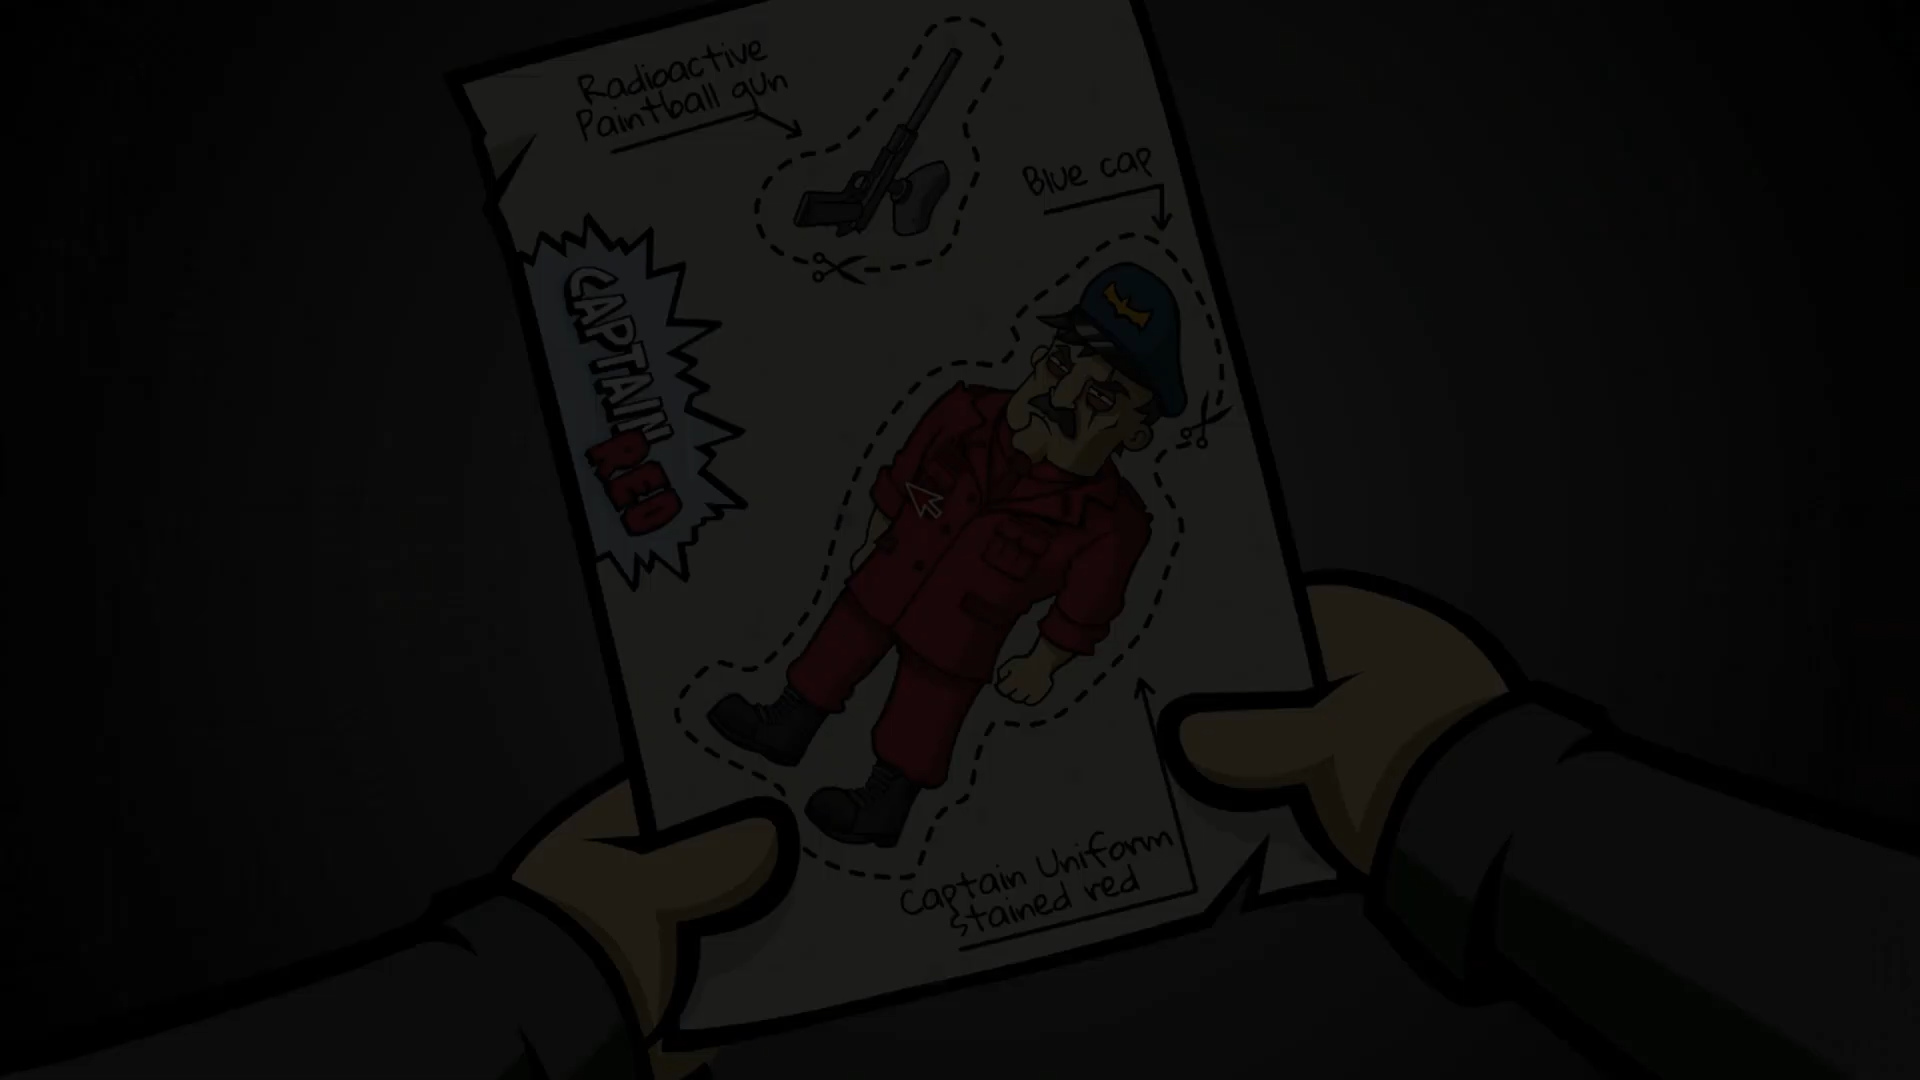 Radioactive
Paintball gun
Blue cap
CAPTAIN
RED
Captain Uniform
stained red